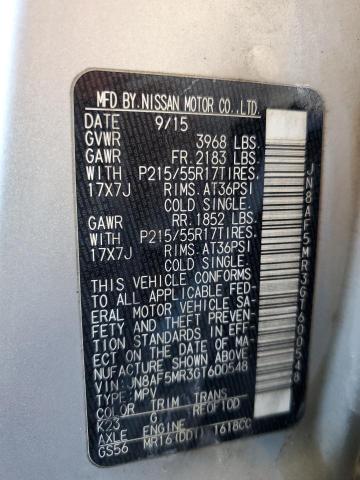 MFD BY NISSAN MOTOR CO., LTD.
DATE 9/15
GVWR 3968 LBS.
GAWR FR. 2183 LBS.
WITH P215/55R17TIRES,
17X7J RIMS. AT36PSI
COLD SINGLE.
GAWR RR. 1852 LBS.
WITH P215/55R17TIRES,
17X7J RIMS. AT36PSI
COLD SINGLE.
THIS VEHICLE CONFORMS
TO ALL APPLICABLE FED-
ERAL MOTOR VEHICLE SA-
FETY AND THEFT PREVEN-
TION STANDARDS IN EFF-
ECT ON THE DATE OF MA-
NUFACTURE SHOWN ABOVE
VIN: JN8AF5MR3GT600548
TYPE: MPV
COLOR TRIM TRANS
K23 G RE0F10D
AXLE ENGINE
GS56 MR16(DDT) 1618CC
JN8AF5MR3GT600548